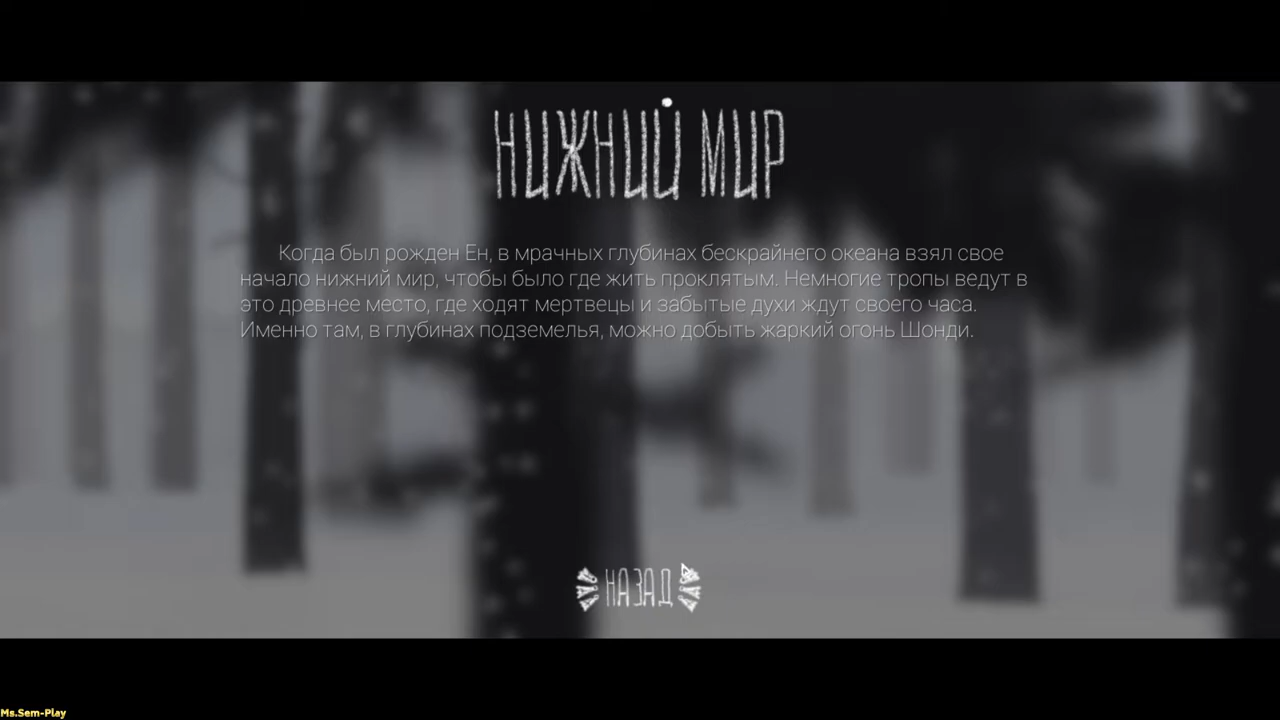 НИЖНИЙ МИР
Когда был рожден Ен, в мрачных глубинах бескрайнего океана взял свое
начало нижний мир, чтобы было где жить проклятым. Немногие тропы ведут в
это древнее место, где ходят мертвецы и забытые духи ждут своего часа.
Именно там, в глубинах подземелья, можно добыть жаркий огонь Шонди.
НАЗАД
Ms.Sem-Play